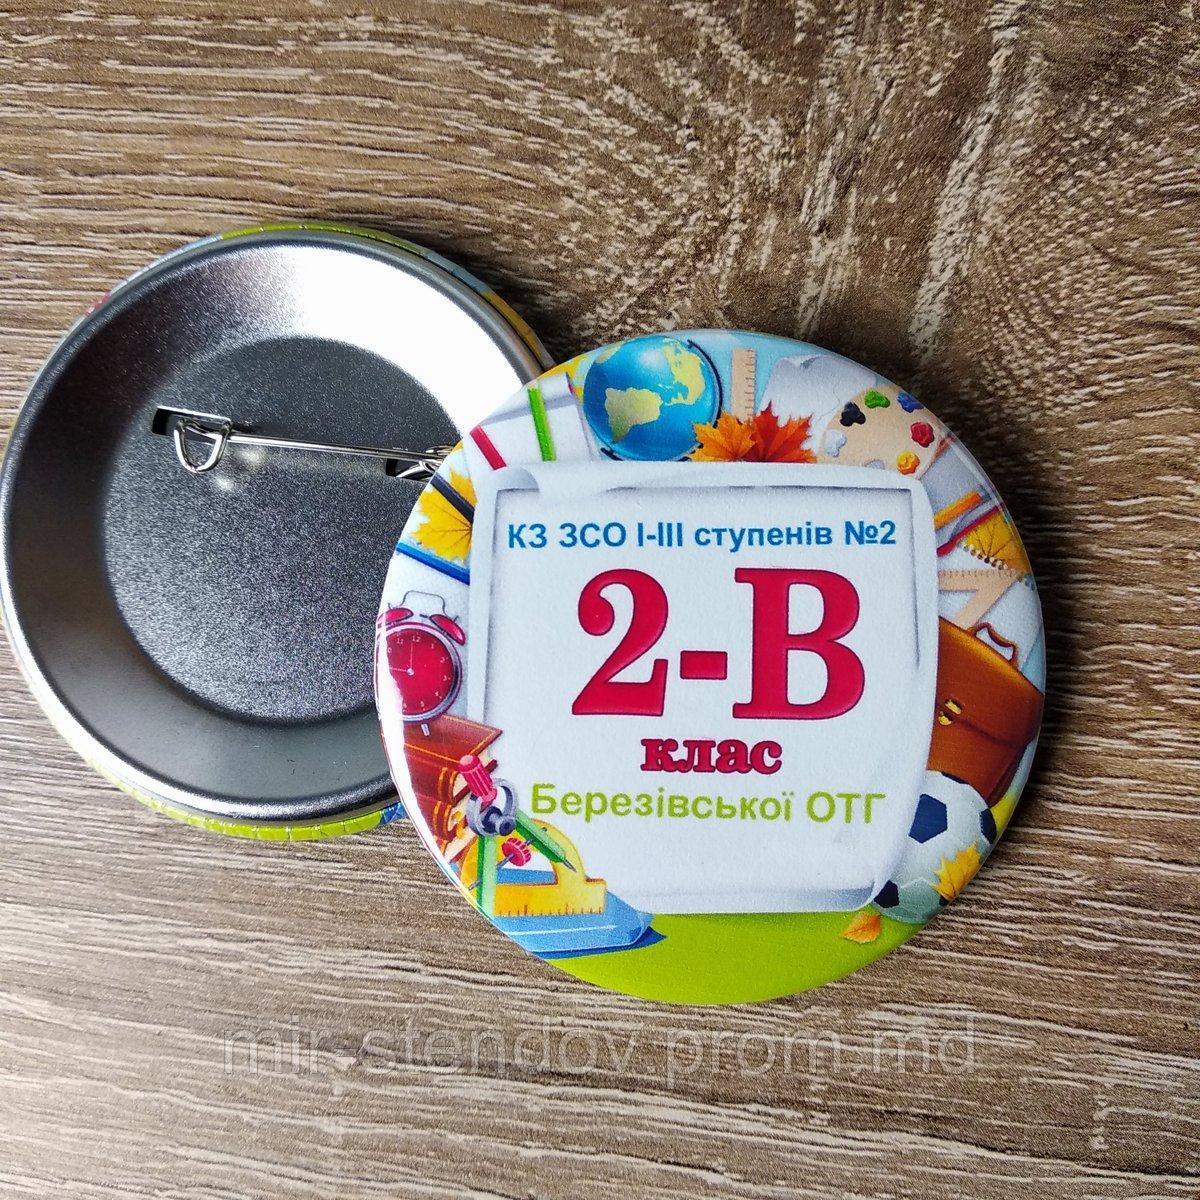 КЗ ЗСО І-ІІІ ступенів №2
2-В
клас
Березівської ОТГ
mir-stendov.prom.md